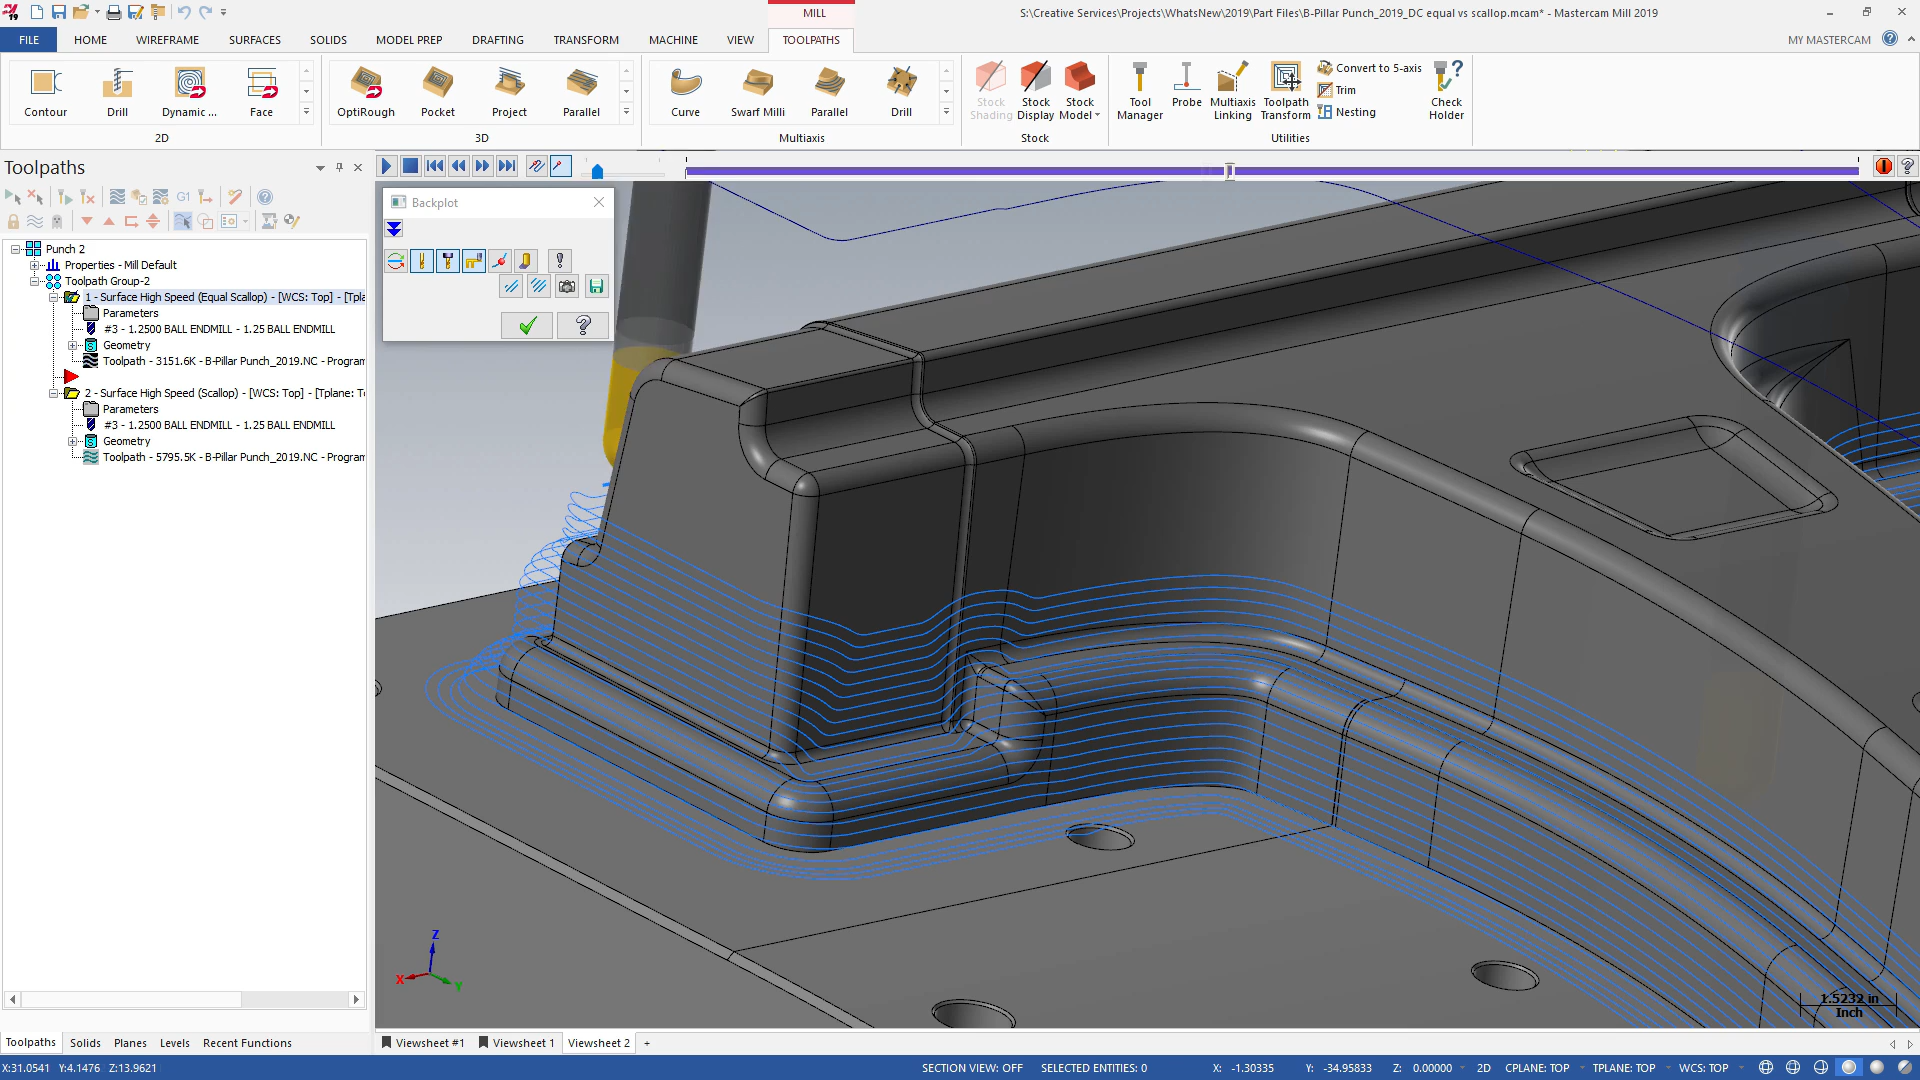 19
MILL
S:\Creative Services\Projects\WhatsNew\2019\Part Files\B-Pillar Punch_2019_DC equal vs scallop.mcam* - Mastercam Mill 2019
FILE HOME WIREFRAME SURFACES SOLIDS MODEL PREP DRAFTING TRANSFORM MACHINE VIEW TOOLPATHS MY MASTERCAM
Contour Drill Dynamic ... Face
2D
OptiRough Pocket Project Parallel
3D
Curve Swarf Milli Parallel Drill
Multiaxis
Stock Shading
Stock Display
Stock Model
Stock
Tool Manager
Probe
Multiaxis Linking
Toolpath Transform
Convert to 5-axis
Trim
Nesting
Check Holder
Utilities
Toolpaths
G1
Punch 2
Properties - Mill Default
Toolpath Group-2
1 - Surface High Speed (Equal Scallop) - [WCS: Top] - [Tpla
Parameters
#3 - 1.2500 BALL ENDMILL - 1.25 BALL ENDMILL
Geometry
Toolpath - 3151.6K - B-Pillar Punch_2019.NC - Program
2 - Surface High Speed (Scallop) - [WCS: Top] - [Tplane: T
Parameters
#3 - 1.2500 BALL ENDMILL - 1.25 BALL ENDMILL
Geometry
Toolpath - 5795.5K - B-Pillar Punch_2019.NC - Program
Backplot
Z
X
Y
1.5232 in
Inch
Toolpaths Solids Planes Levels Recent Functions
Viewsheet #1 Viewsheet 1 Viewsheet 2 +
X:31.0541 Y:4.1476 Z:13.9621 SECTION VIEW: OFF SELECTED ENTITIES: 0 X: -1.30335 Y: -34.95833 Z: 0.00000 2D CPLANE: TOP TPLANE: TOP WCS: TOP